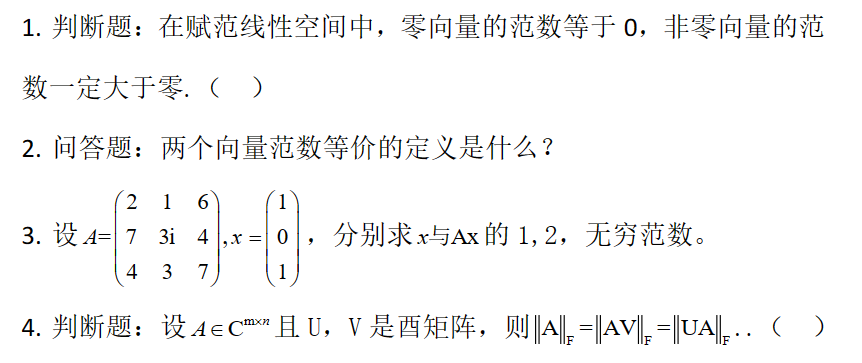 1. 判断题：在赋范线性空间中，零向量的范数等于 0，非零向量的范
数一定大于零.（ ）
2. 问答题：两个向量范数等价的定义是什么？
3. 设 A=\begin{pmatrix} 2 & 1 & 6 \\ 7 & 3i & 4 \\ 4 & 3 & 7 \end{pmatrix}, x = \begin{pmatrix} 1 \\ 0 \\ 1 \end{pmatrix}，分别求 x与Ax 的 1,2，无穷范数。
4. 判断题：设 A∈C^{m×n} 且 U，V 是酉矩阵，则‖A‖_F =‖AV‖_F =‖UA‖_F . .（ ）